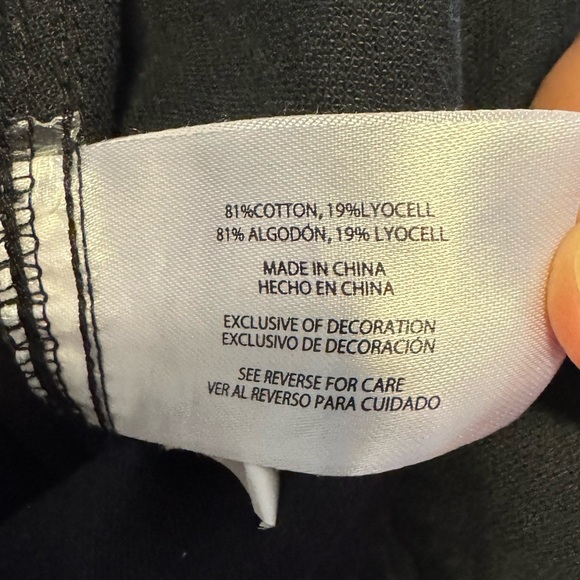 81%COTTON, 19%LYOCELL
81% ALGODÓN, 19% LYOCELL
MADE IN CHINA
HECHO EN CHINA
EXCLUSIVE OF DECORATION
EXCLUSIVO DE DECORACIÓN
SEE REVERSE FOR CARE
VER AL REVERSO PARA CUIDADO